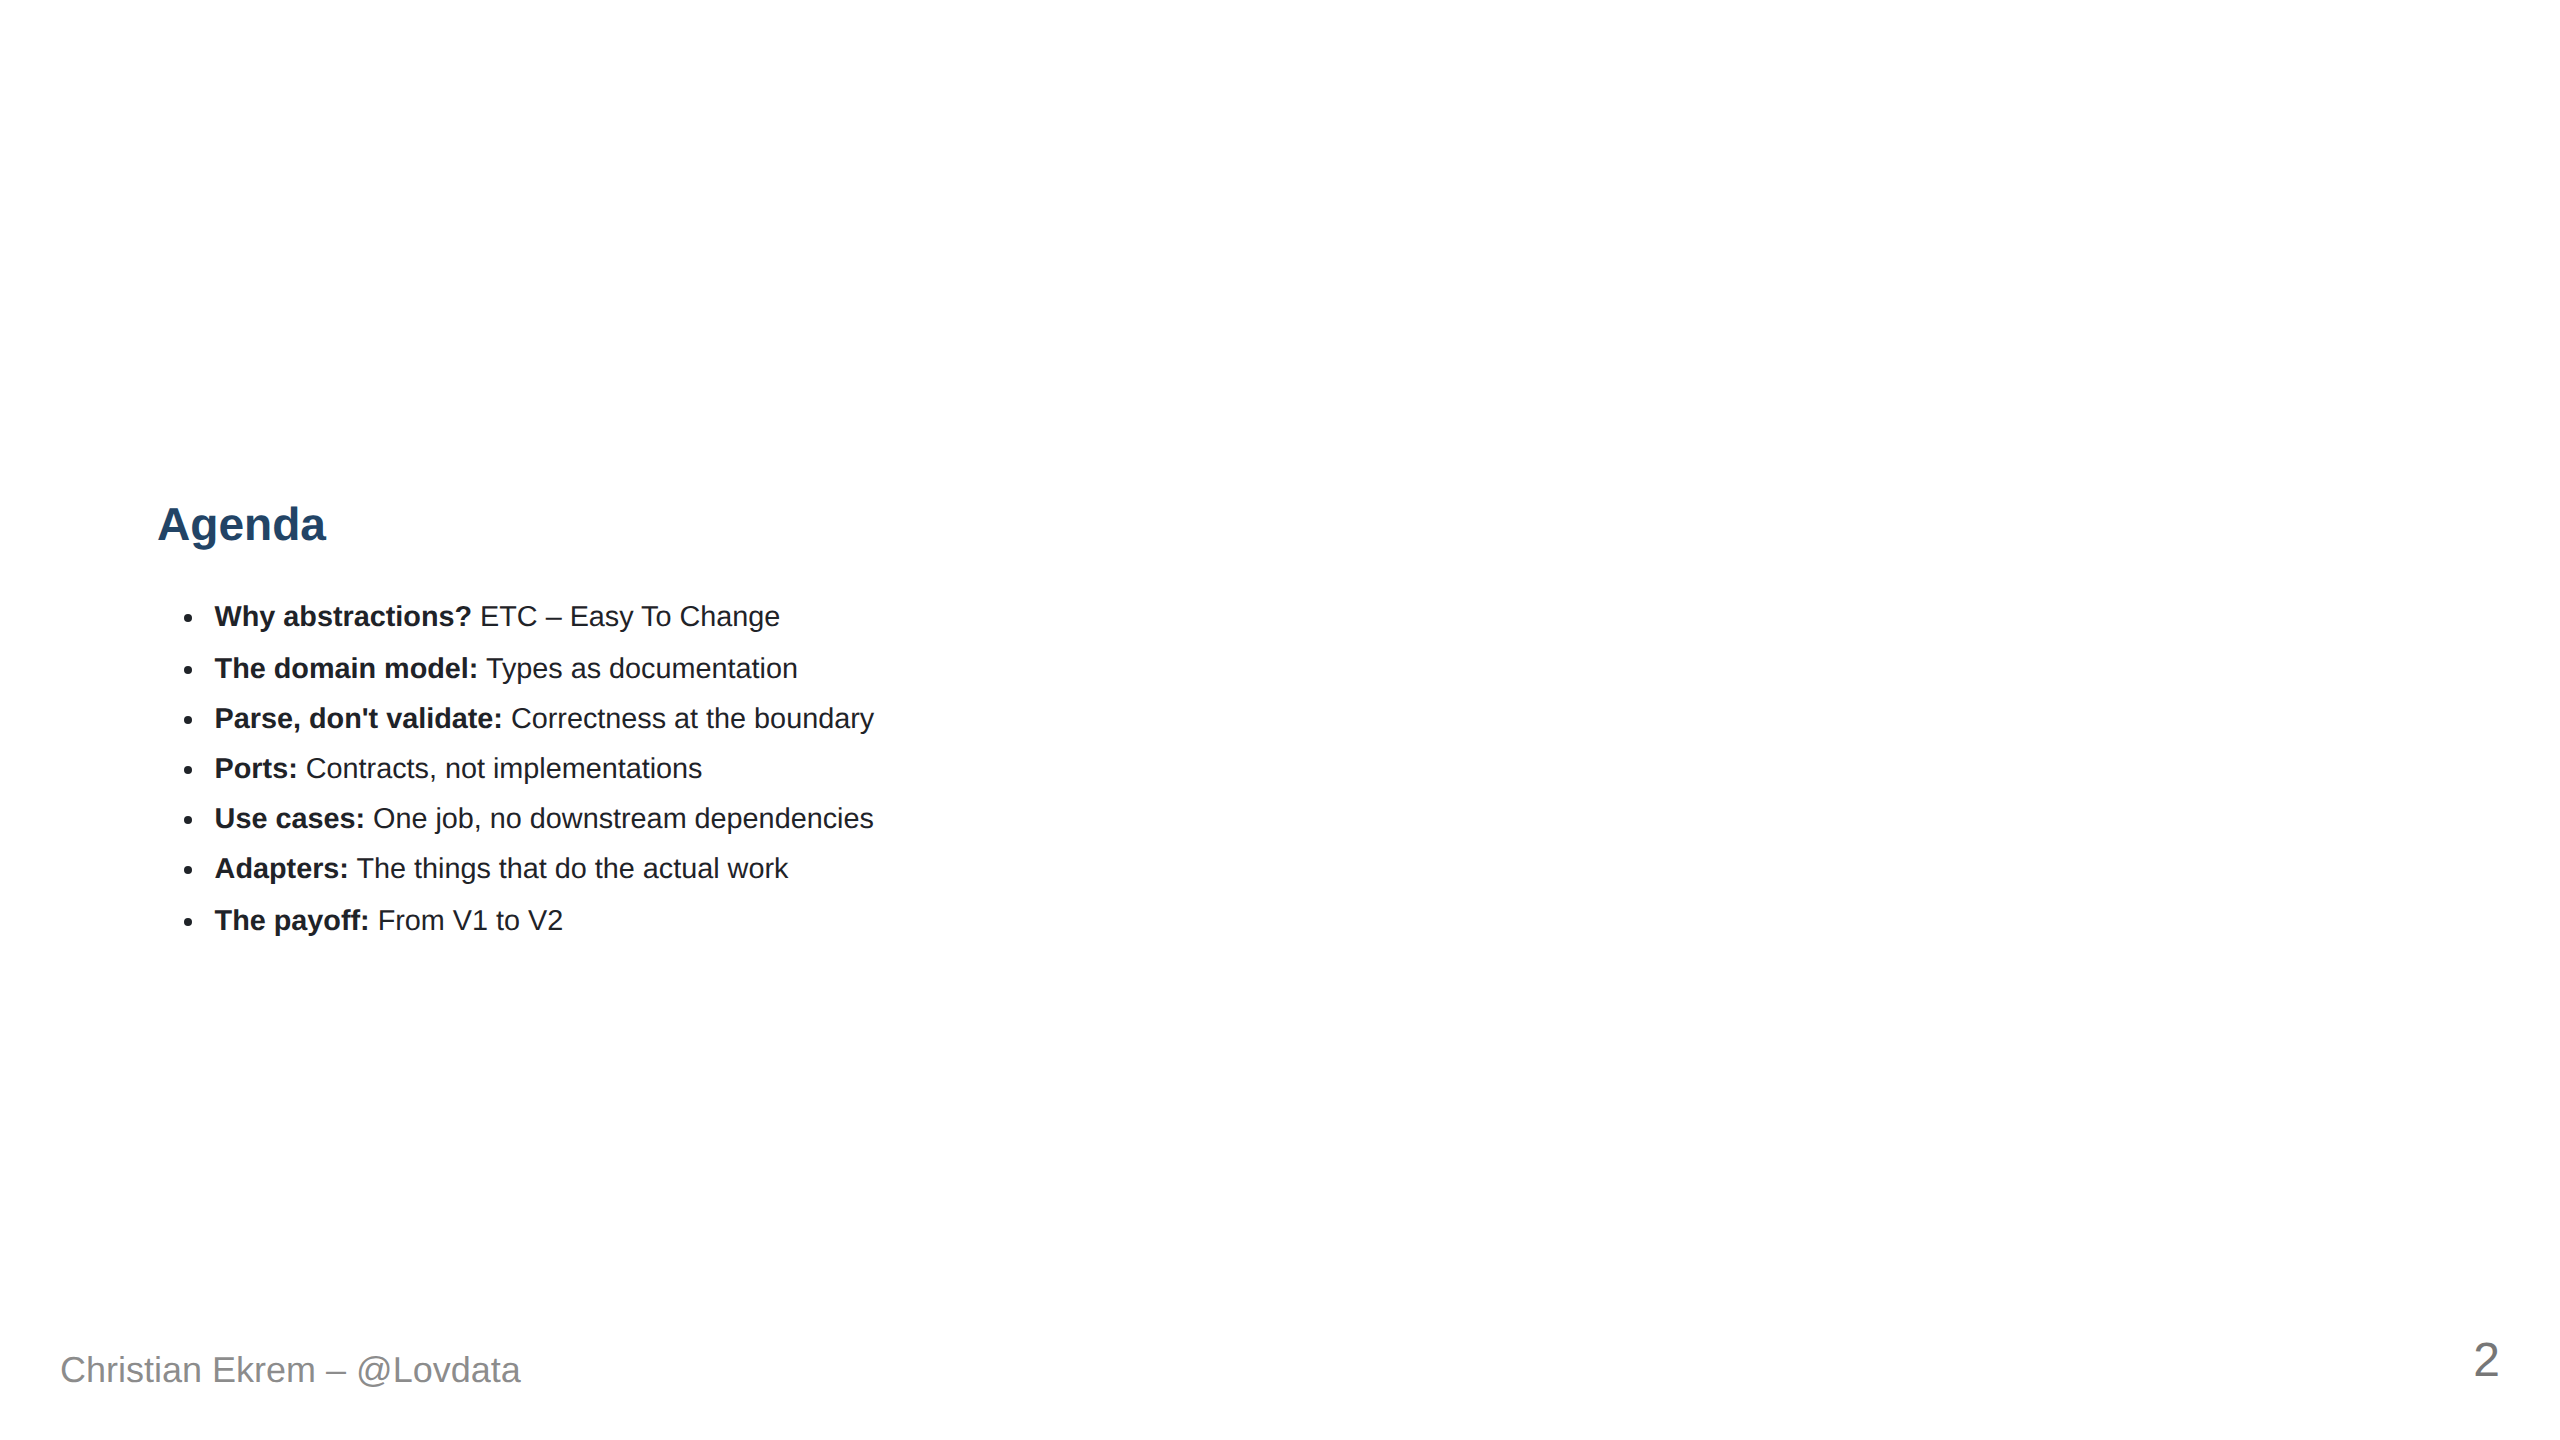 Agenda
• Why abstractions? ETC – Easy To Change
• The domain model: Types as documentation
• Parse, don't validate: Correctness at the boundary
• Ports: Contracts, not implementations
• Use cases: One job, no downstream dependencies
• Adapters: The things that do the actual work
• The payoff: From V1 to V2
Christian Ekrem – @Lovdata
2